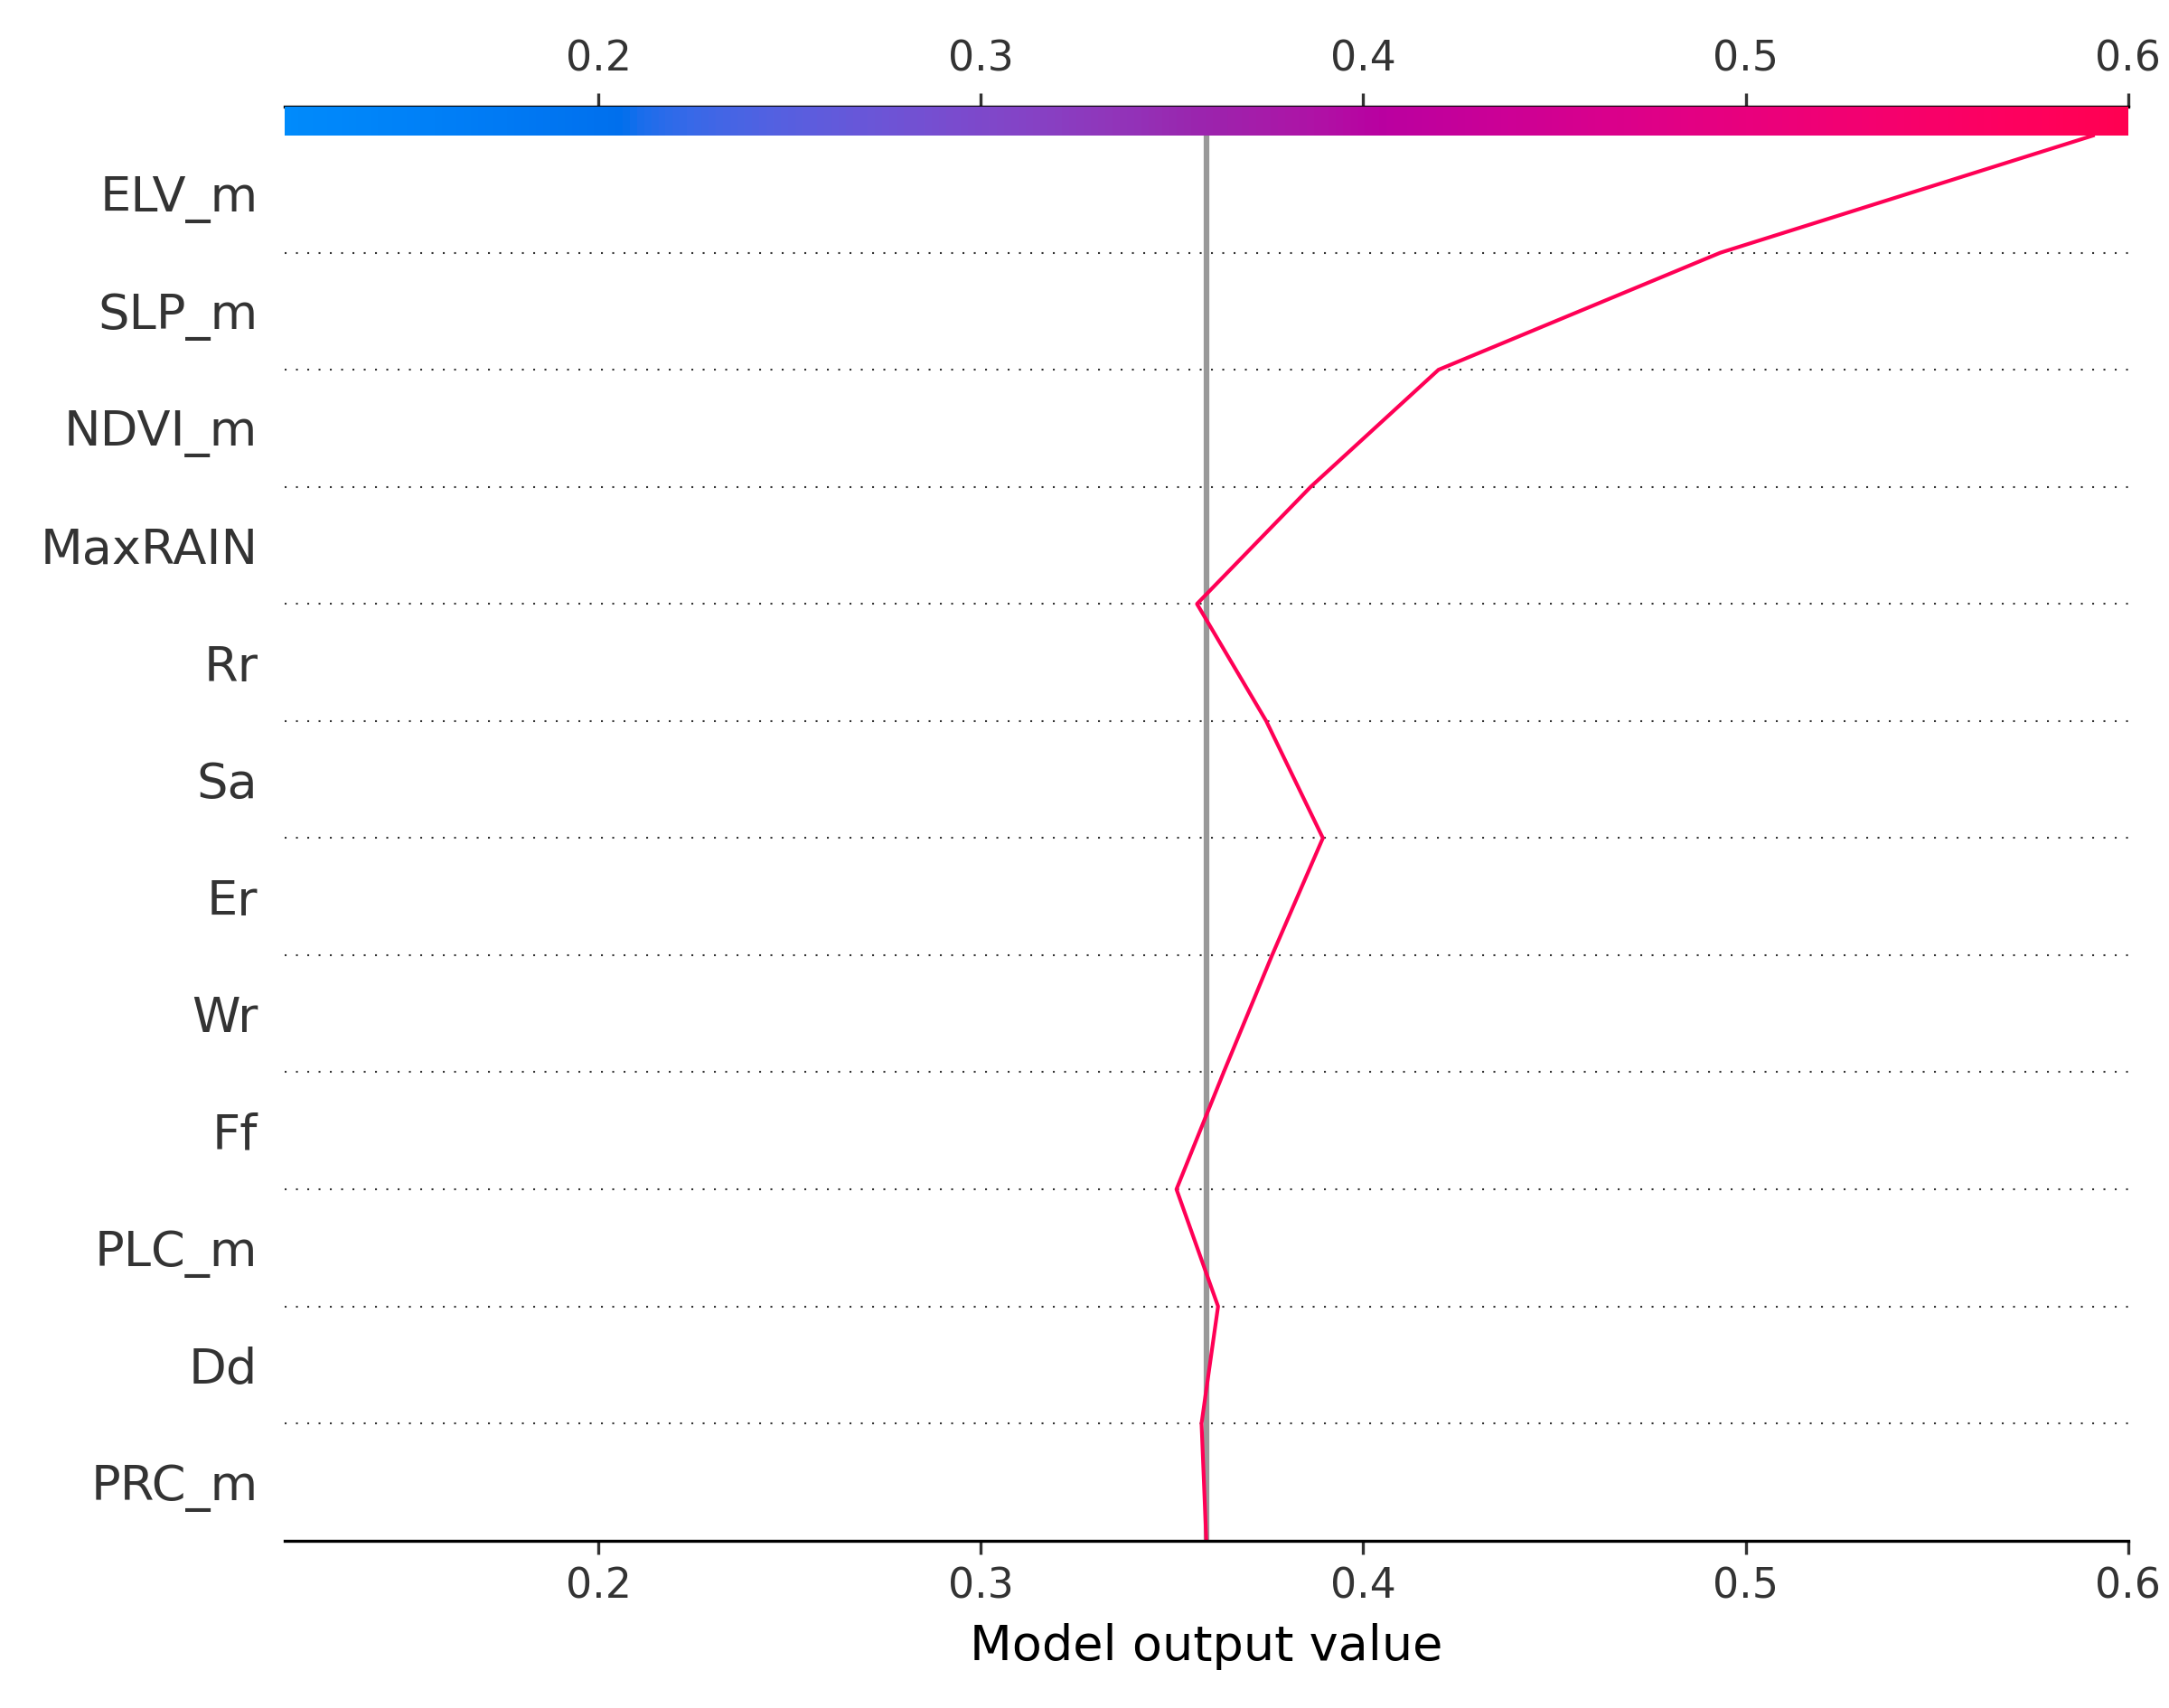 0.2 0.3 0.4 0.5 0.6
ELV_m
SLP_m
NDVI_m
MaxRAIN
Rr
Sa
Er
Wr
Ff
PLC_m
Dd
PRC_m
0.2 0.3 0.4 0.5 0.6
Model output value